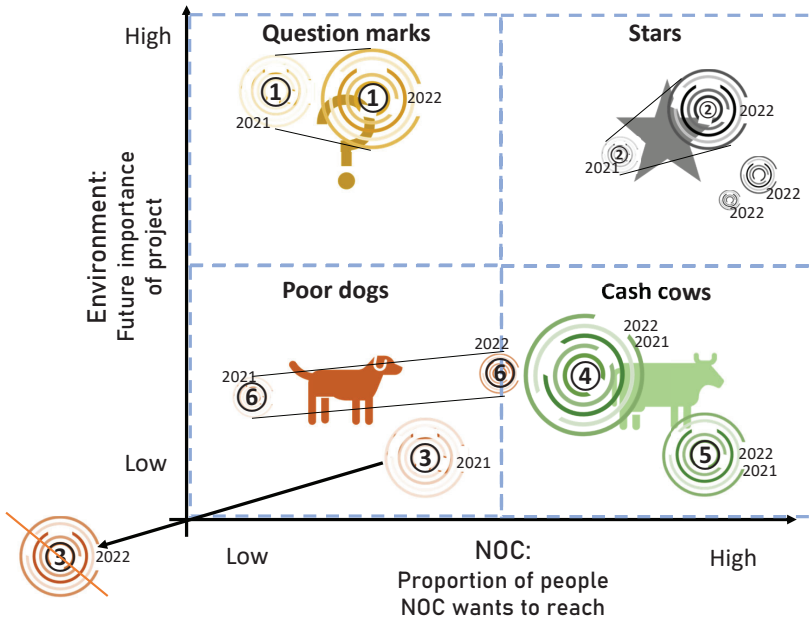 High
Question marks
Stars
1
1
2022
2021
2
2022
2
2021
2022
2022
Environment:
Future importance
of project
Poor dogs
Cash cows
2022
2021
2022
6
4
2021
6
3
2021
5
2022
2021
Low
3
2022
Low
NOC:
High
Proportion of people
NOC wants to reach